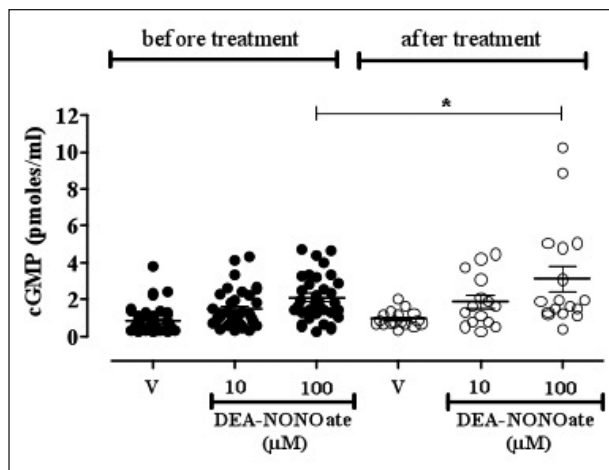 before treatment after treatment
*
12
10
8
6
4
2
0
cGMP (pmoles/ml)
V 10 100 V 10 100
DEA-NONOate DEA-NONOate
(µM) (µM)